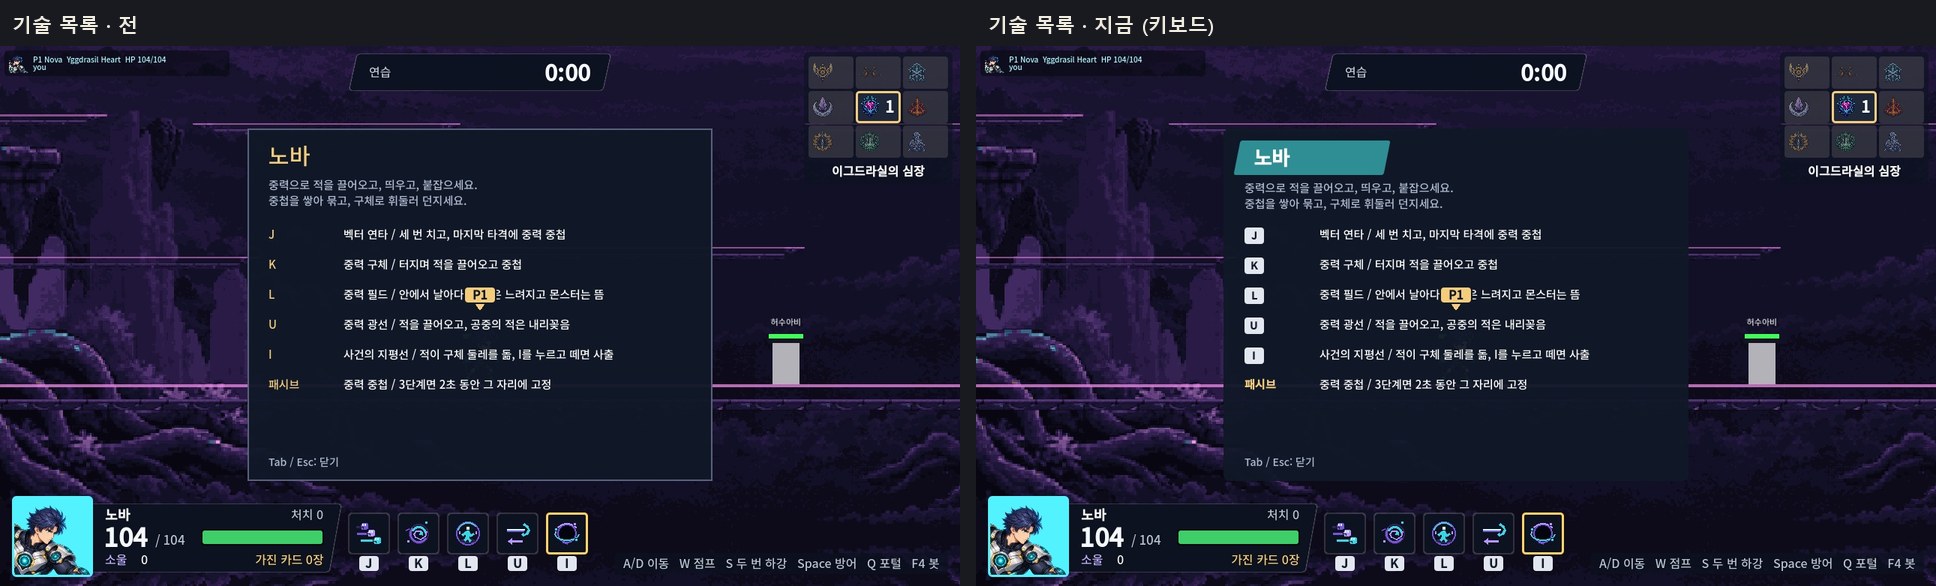 기술 목록 · 전
P1 Nova Yggdrasil Heart HP 104/104
you
연습 0:00
1
이그드라실의 심장
노바
중력으로 적을 끌어오고, 띄우고, 붙잡으세요.
중첩을 쌓아 묶고, 구체로 휘둘러 던지세요.
J 벡터 연타 / 세 번 치고, 마지막 타격에 중력 중첩
K 중력 구체 / 터지며 적을 끌어오고 중첩
L 중력 필드 / 안에서 날아다 P1 느려지고 몬스터는 뜸
U 중력 광선 / 적을 끌어오고, 공중의 적은 내리꽂음
I 사건의 지평선 / 적이 구체 둘레를 돎, I를 누르고 떼면 사출
패시브 중력 중첩 / 3단계면 2초 동안 그 자리에 고정
Tab / Esc: 닫기
허수아비
노바 처치 0
104 / 104
소울 0 가진 카드 0장
J K L U I
A/D 이동 W 점프 S 두 번 하강 Space 방어 Q 포털 F4 봇
기술 목록 · 지금 (키보드)
P1 Nova Yggdrasil Heart HP 104/104
you
연습 0:00
1
이그드라실의 심장
노바
중력으로 적을 끌어오고, 띄우고, 붙잡으세요.
중첩을 쌓아 묶고, 구체로 휘둘러 던지세요.
J 벡터 연타 / 세 번 치고, 마지막 타격에 중력 중첩
K 중력 구체 / 터지며 적을 끌어오고 중첩
L 중력 필드 / 안에서 날아다 P1 느려지고 몬스터는 뜸
U 중력 광선 / 적을 끌어오고, 공중의 적은 내리꽂음
I 사건의 지평선 / 적이 구체 둘레를 돎, I를 누르고 떼면 사출
패시브 중력 중첩 / 3단계면 2초 동안 그 자리에 고정
Tab / Esc: 닫기
허수아비
노바 처치 0
104 / 104
소울 0 가진 카드 0장
J K L U I
A/D 이동 W 점프 S 두 번 하강 Space 방어 Q 포털 F4 봇